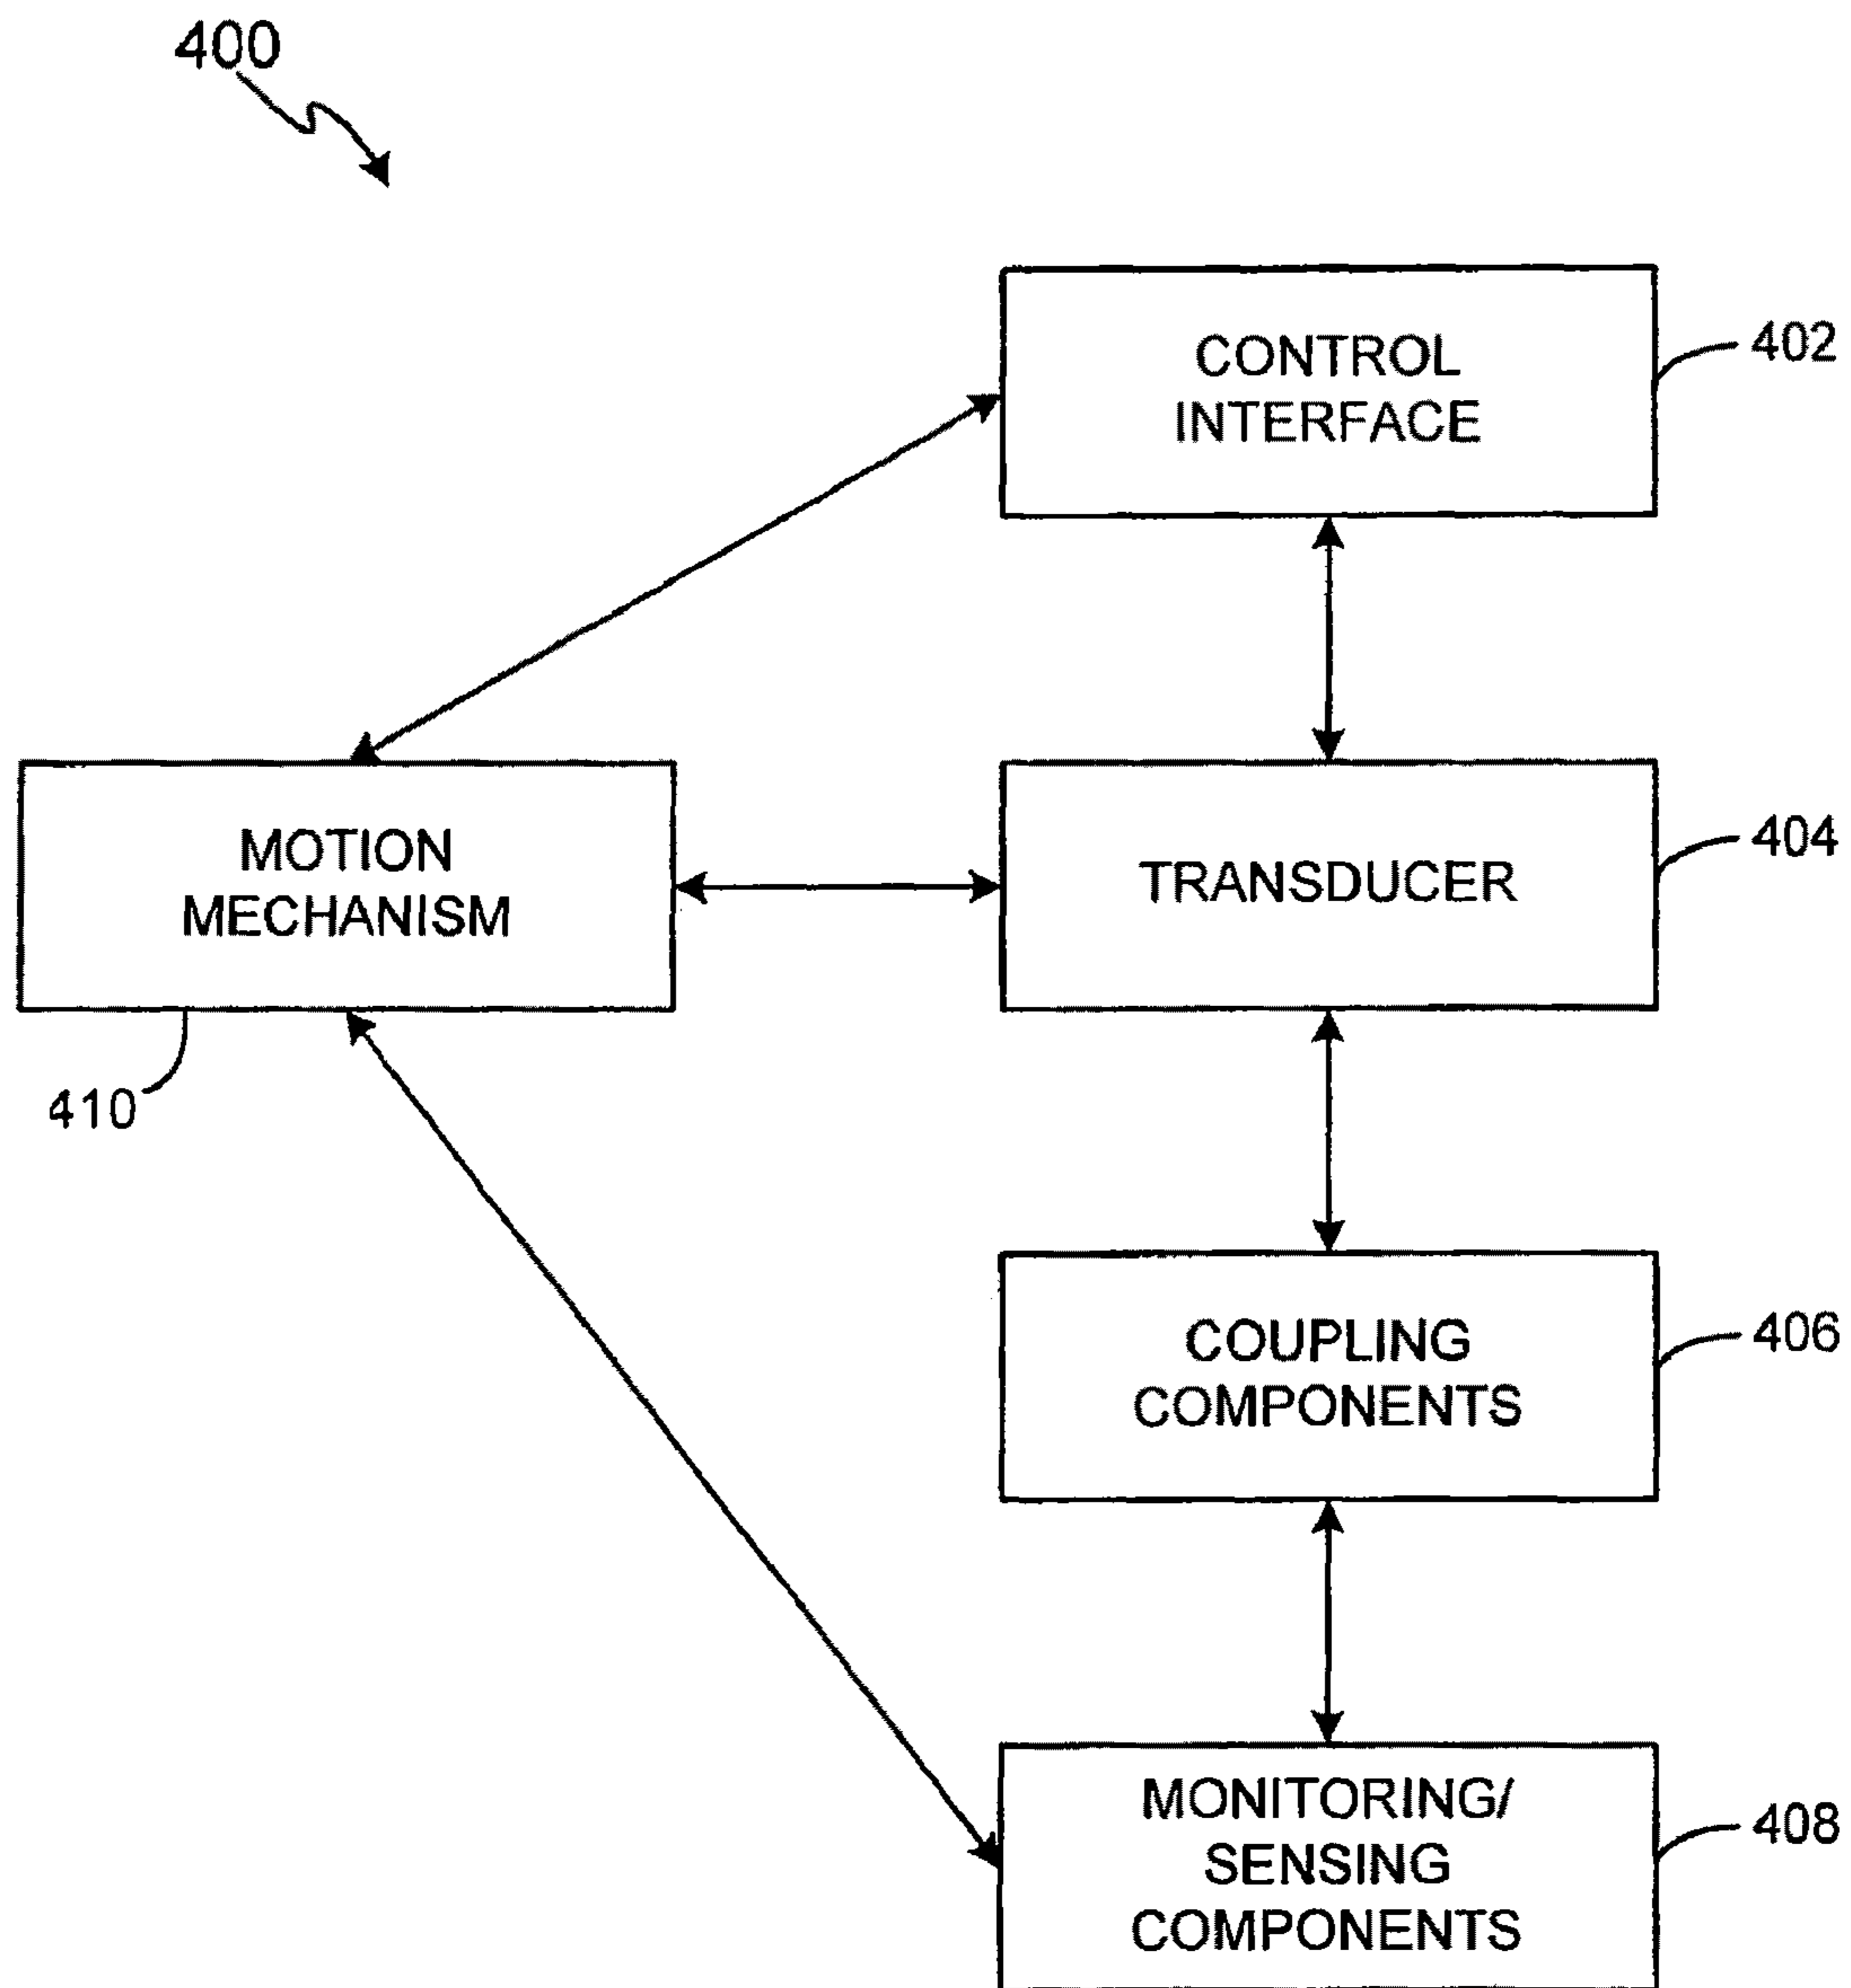 400
CONTROL
INTERFACE
402
MOTION
MECHANISM
410
TRANSDUCER
404
COUPLING
COMPONENTS
406
MONITORING/
SENSING
COMPONENTS
408